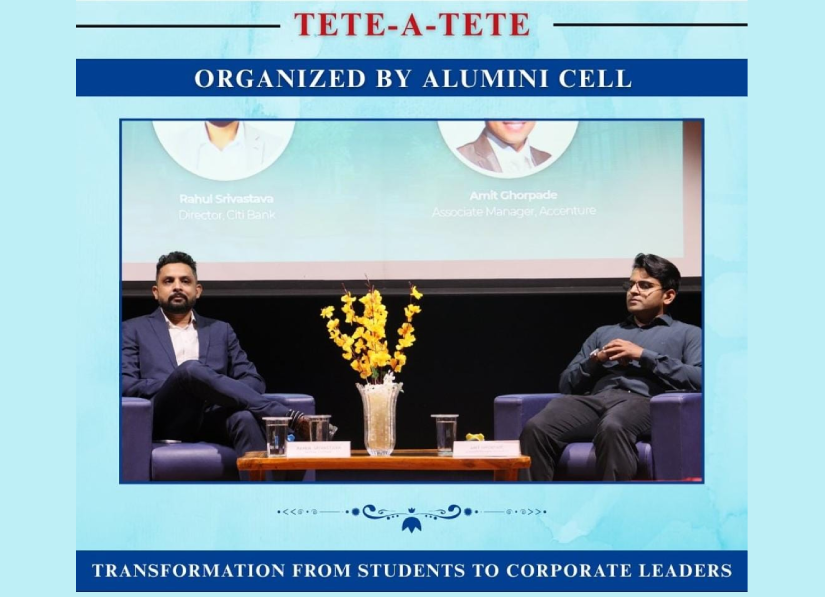 TETE-A-TETE
ORGANIZED BY ALUMINI CELL
Rahul Srivastava
Director, Citi Bank
Amit Ghorpade
Associate Manager, Accenture
TRANSFORMATION FROM STUDENTS TO CORPORATE LEADERS